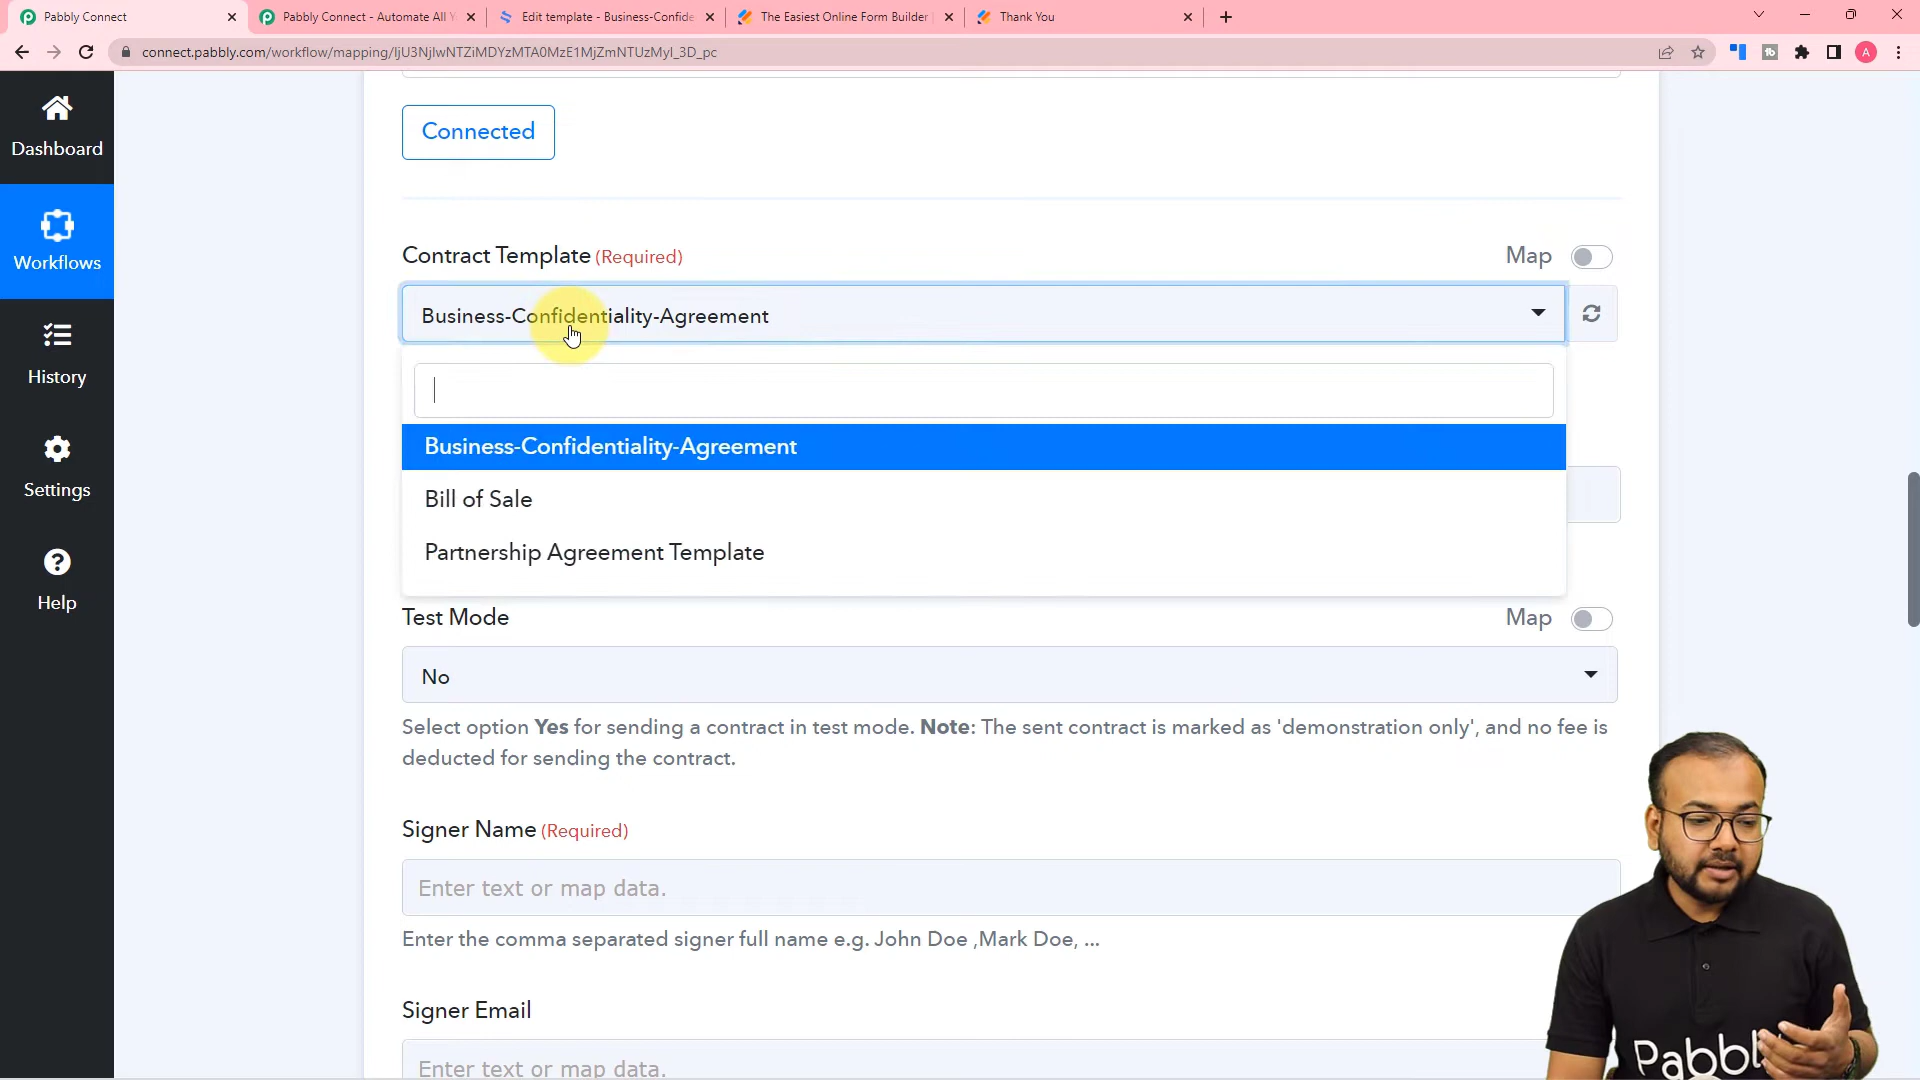 Pabbly Connect
Pabbly Connect - Automate All Y
Edit template - Business-Confide
The Easiest Online Form Builder
Thank You
connect.pabbly.com/workflow/mapping/
Dashboard
Workflows
History
Settings
Help
Connected
Contract Template (Required)
Map
Business-Confidentiality-Agreement
Business-Confidentiality-Agreement
Bill of Sale
Partnership Agreement Template
Test Mode
Map
No
Select option Yes for sending a contract in test mode. Note: The sent contract is marked as 'demonstration only', and no fee is
deducted for sending the contract.
Signer Name (Required)
Enter text or map data.
Enter the comma separated signer full name e.g. John Doe ,Mark Doe, ...
Signer Email
Enter text or map data.
A